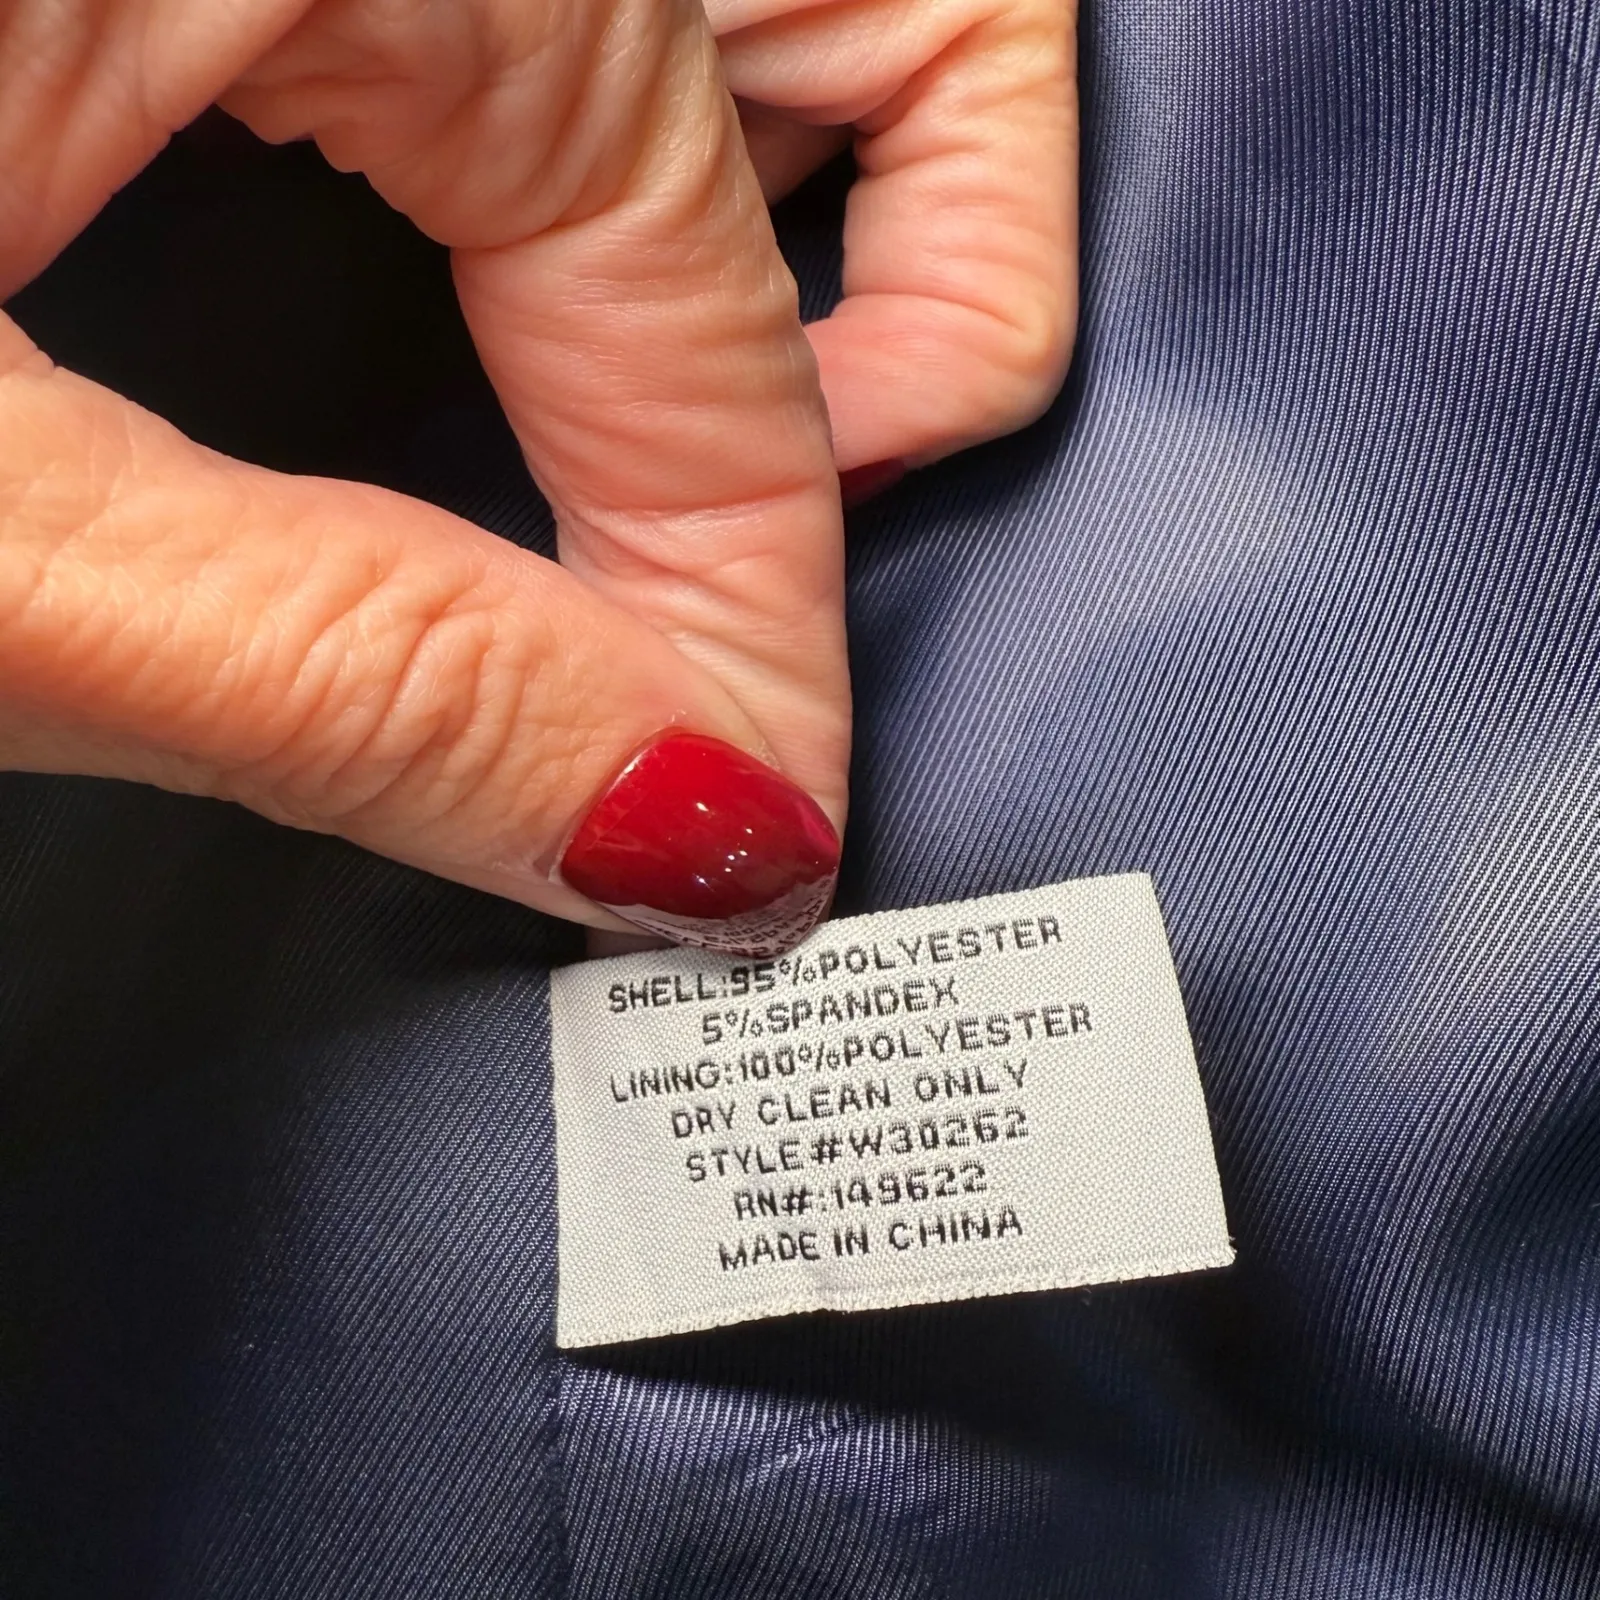 SHELL:95%POLYESTER
5%SPANDEX
LINING:100%POLYESTER
DRY CLEAN ONLY
STYLE#W30262
RN#:149622
MADE IN CHINA